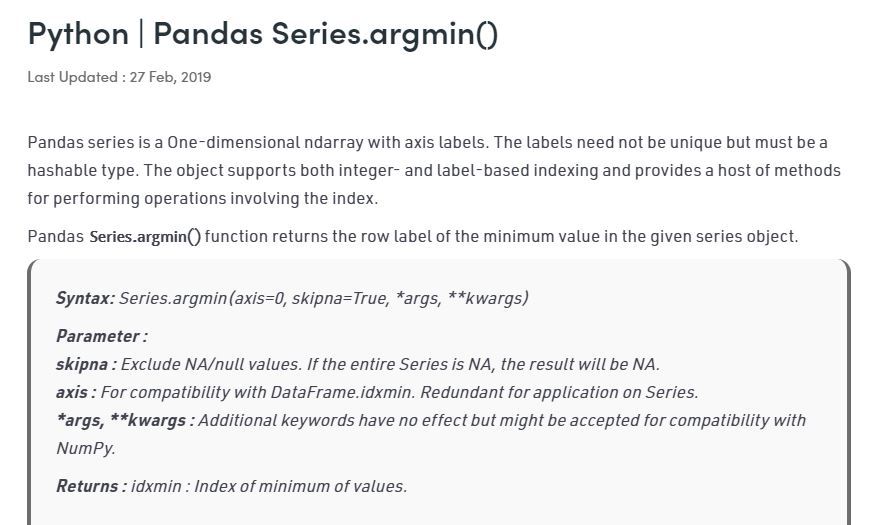 Python | Pandas Series.argmin()
Last Updated : 27 Feb, 2019
Pandas series is a One-dimensional ndarray with axis labels. The labels need not be unique but must be a
hashable type. The object supports both integer- and label-based indexing and provides a host of methods
for performing operations involving the index.
Pandas Series.argmin() function returns the row label of the minimum value in the given series object.
Syntax: Series.argmin(axis=0, skipna=True, *args, **kwargs)
Parameter :
skipna : Exclude NA/null values. If the entire Series is NA, the result will be NA.
axis : For compatibility with DataFrame.idxmin. Redundant for application on Series.
*args, **kwargs : Additional keywords have no effect but might be accepted for compatibility with
NumPy.
Returns : idxmin : Index of minimum of values.